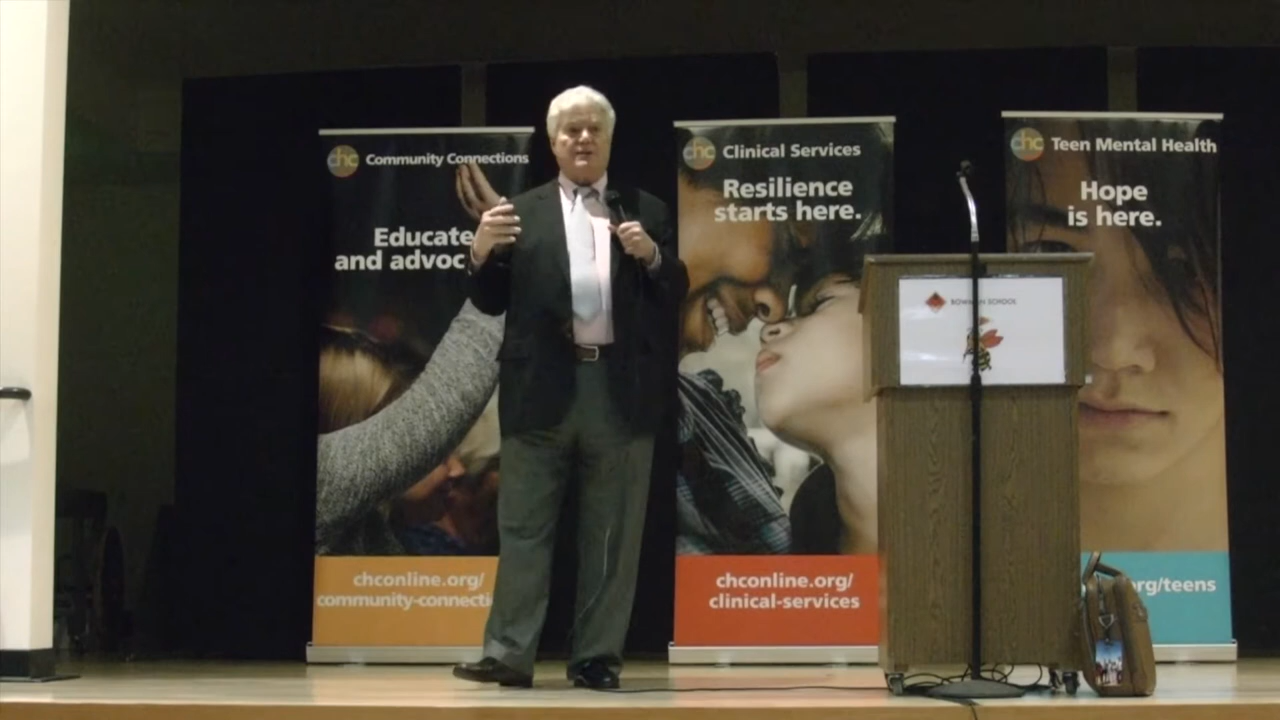 chc Community Connections
Educate
and advoc
chconline.org/
community-connecti
chc Clinical Services
Resilience
starts here.
chconline.org/
clinical-services
chc Teen Mental Health
Hope
is here.
org/teens
SCHOOL